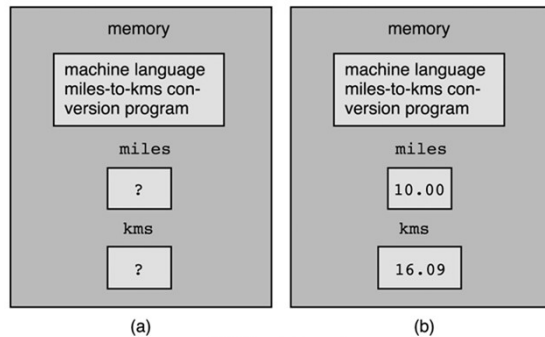 memory
machine language
miles-to-kms con-
version program
miles
?
kms
?
(a)
memory
machine language
miles-to-kms con-
version program
miles
10.00
kms
16.09
(b)